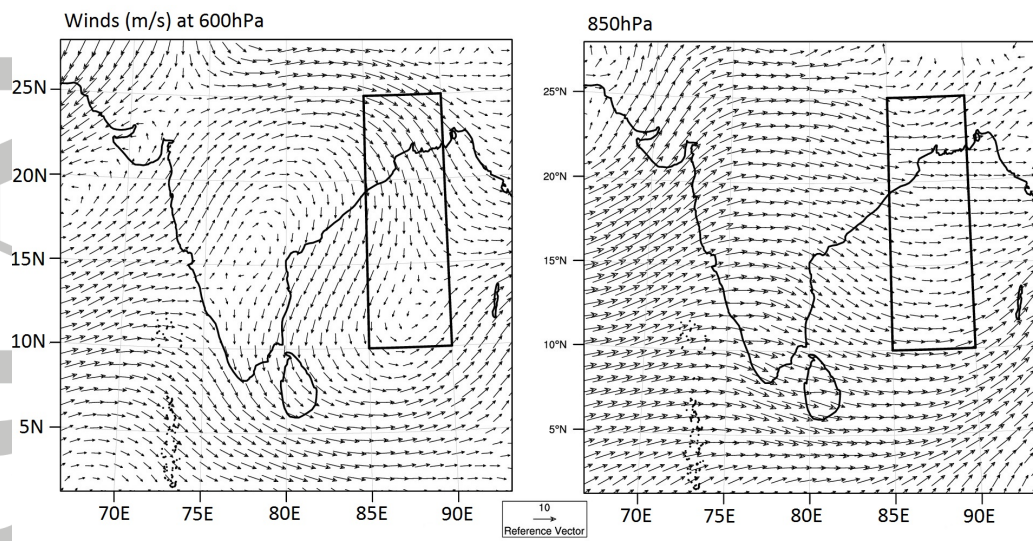 Winds (m/s) at 600hPa
850hPa
25N
20N
15N
10N
5N
70E 75E 80E 85E 90E
25°N
20°N
15°N
10°N
5°N
70E 75E 80E 85E 90E
10
Reference Vector